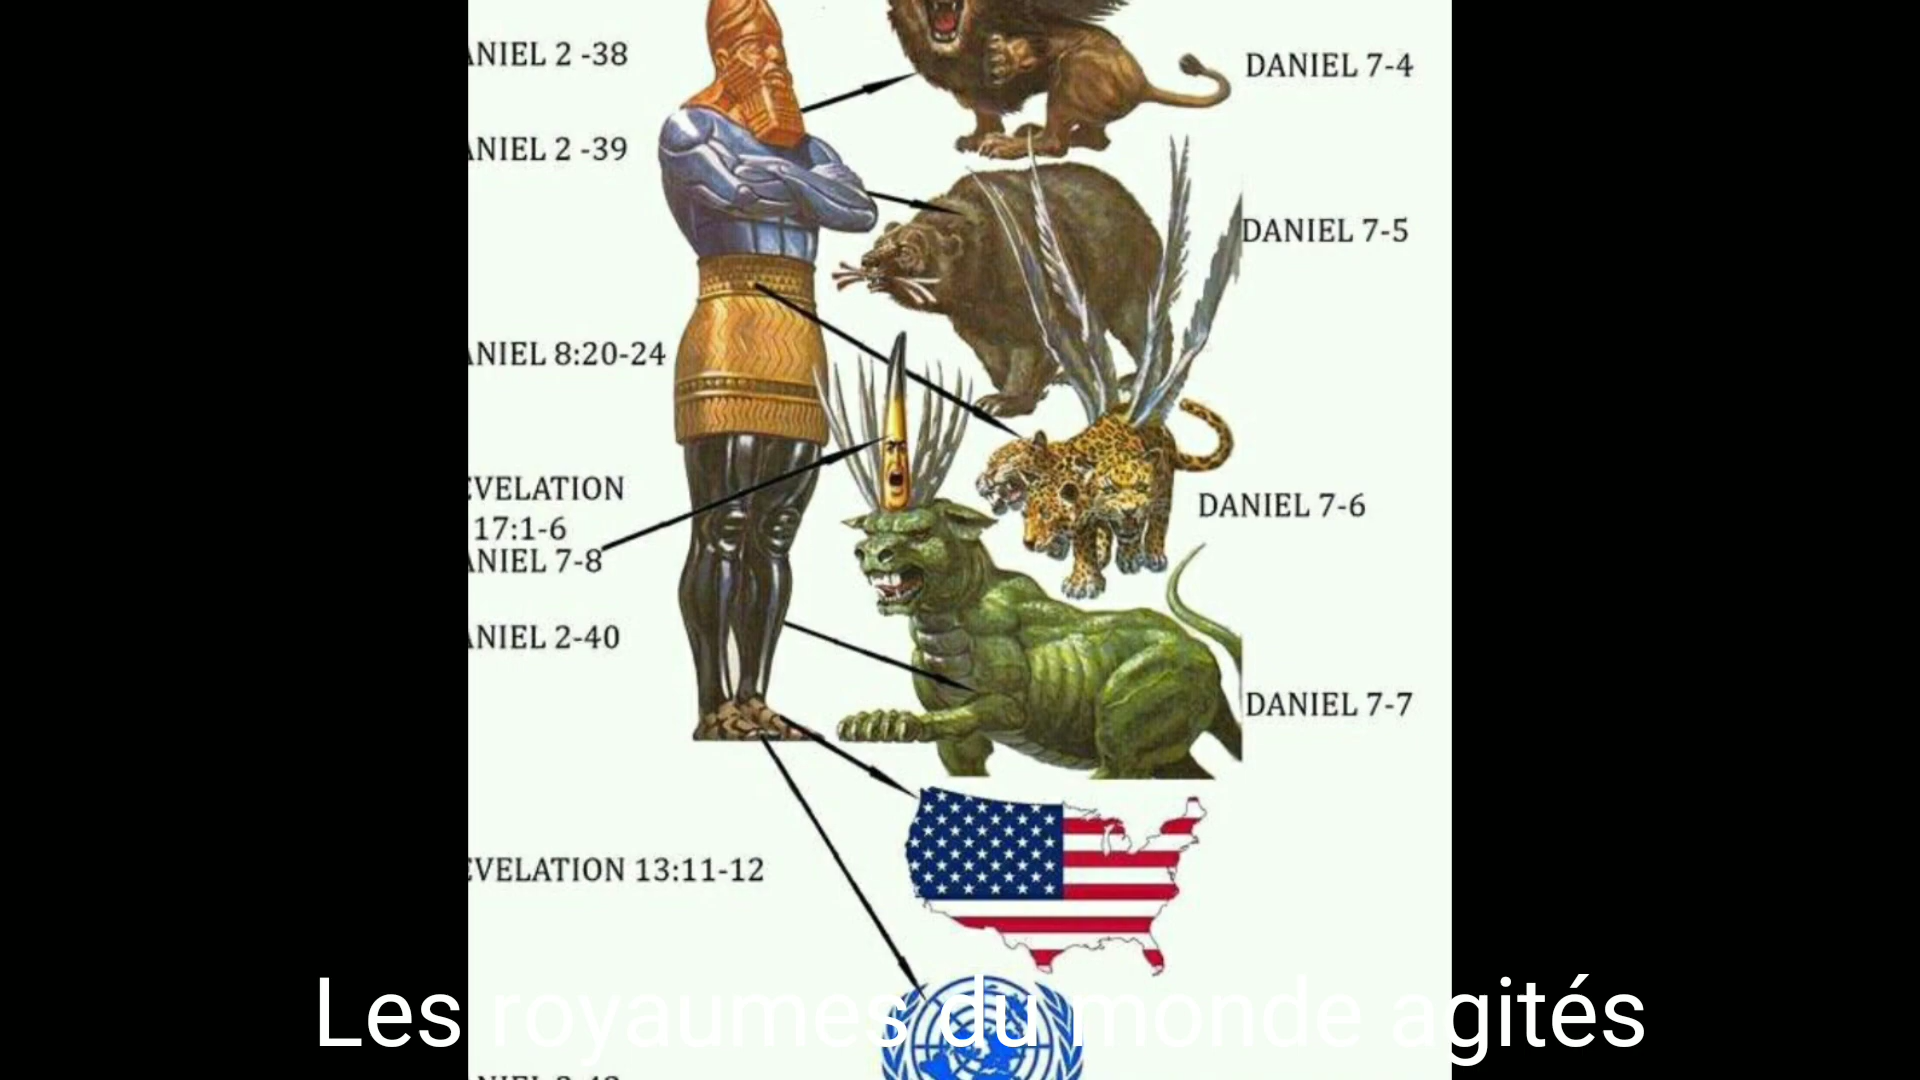 ANIEL 2 -38
DANIEL 7-4
ANIEL 2 -39
DANIEL 7-5
ANIEL 8:20-24
EVELATION
17:1-6
DANIEL 7-6
ANIEL 7-8
ANIEL 2-40
DANIEL 7-7
EVELATION 13:11-12
Les royaumes du monde agités